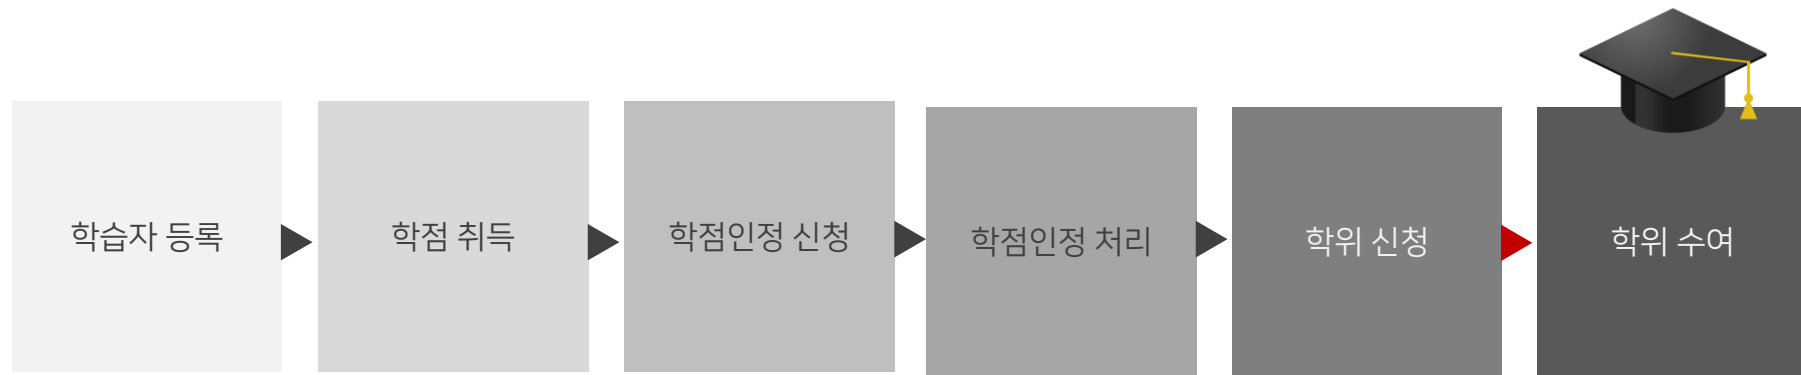 학습자 등록
학점 취득
학점인정 신청
학점인정 처리
학위 신청
학위 수여